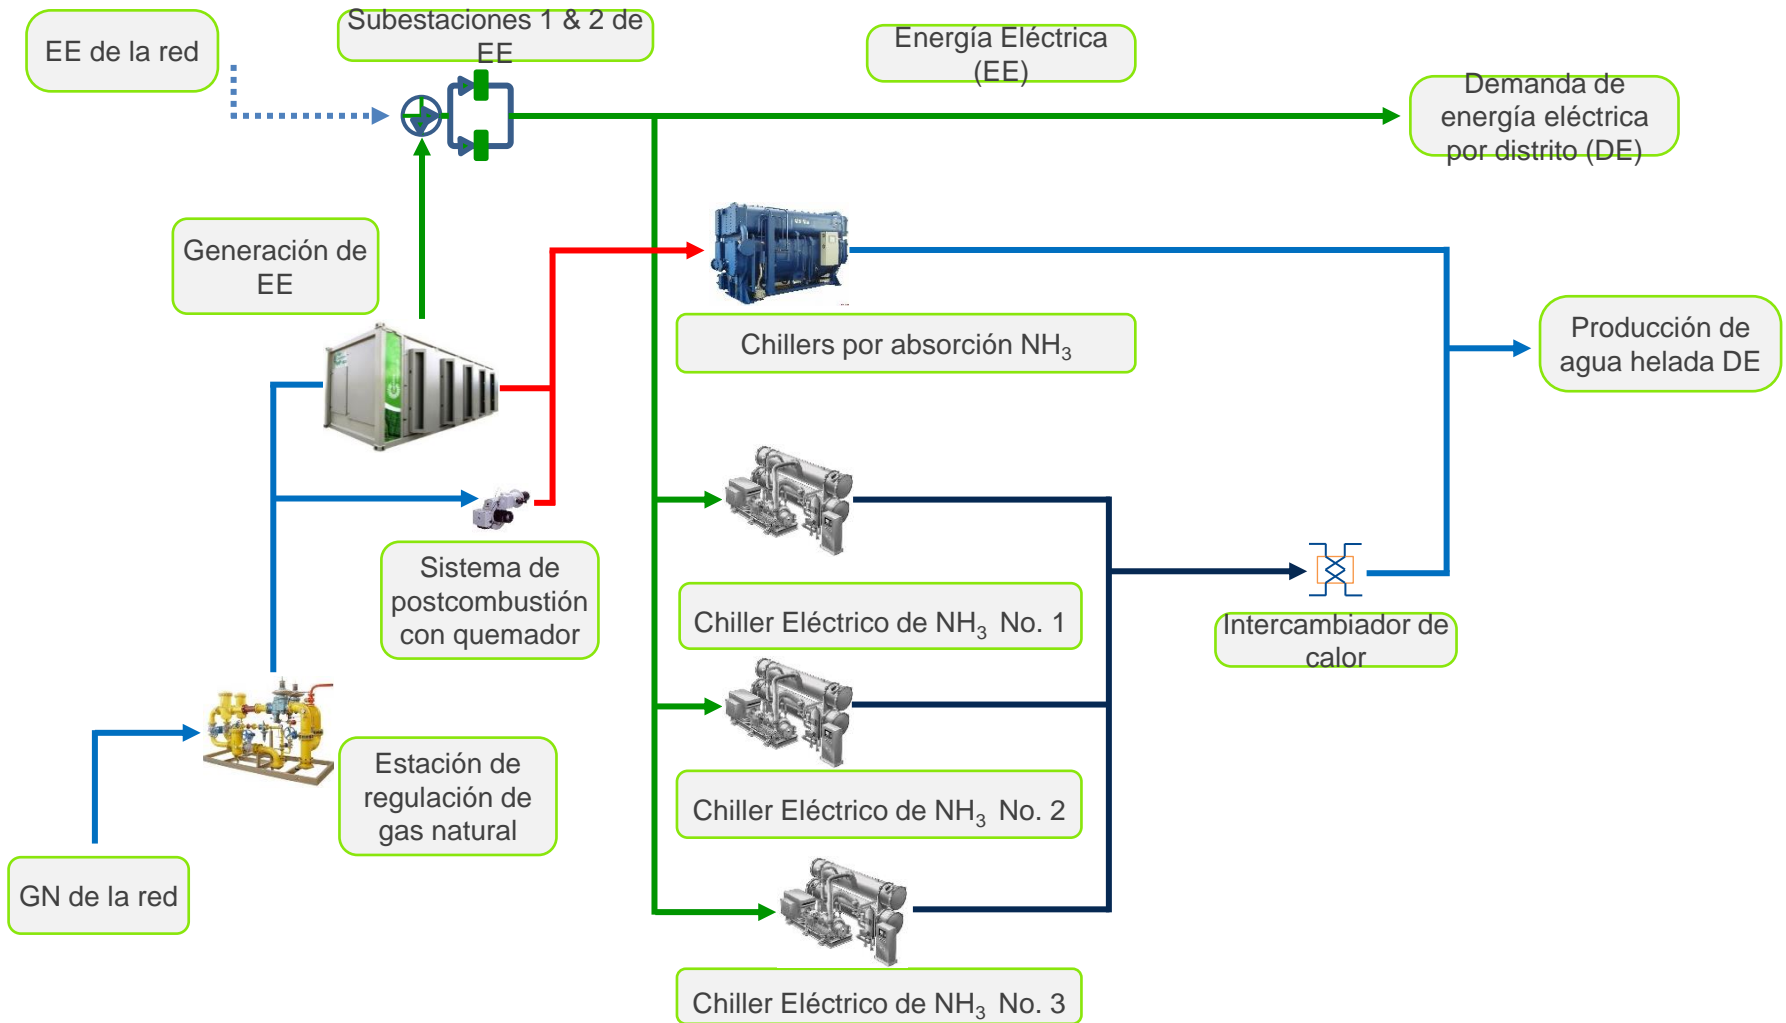 Subestaciones 1 & 2 de
EE
EE de la red
Energía Eléctrica
(EE)
Demanda de
energía eléctrica
por distrito (DE)
Generación de
EE
Chillers por absorción NH₃
Producción de
agua helada DE
Sistema de
postcombustión
con quemador
Chiller Eléctrico de NH₃ No. 1
Intercambiador de
calor
Estación de
regulación de
gas natural
Chiller Eléctrico de NH₃ No. 2
GN de la red
Chiller Eléctrico de NH₃ No. 3